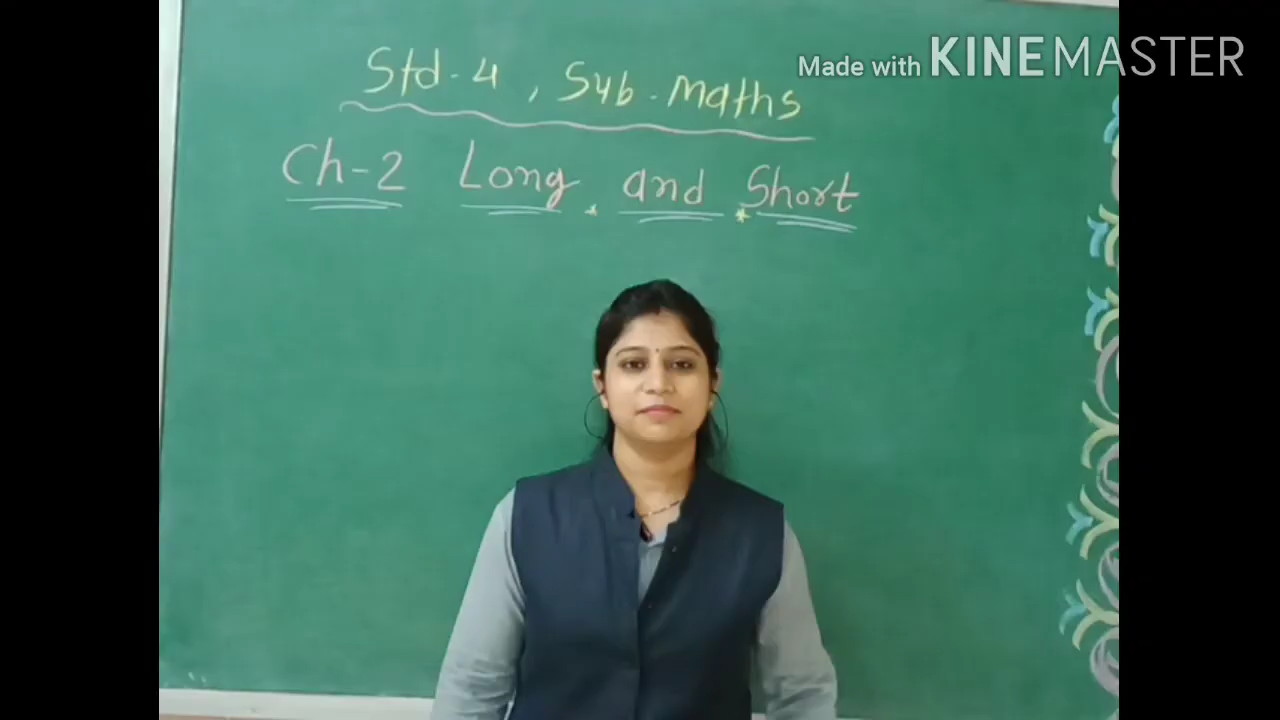 Made with KINEMASTER
Std-4, Sub-Maths
Ch-2 Long and Short